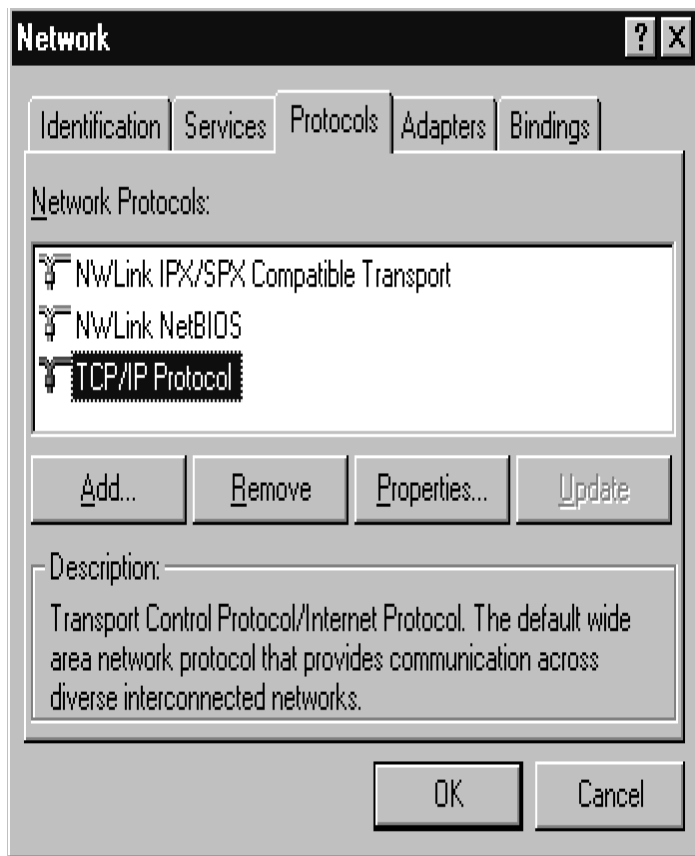 Network
?
X
Identification Services Protocols Adapters Bindings
Network Protocols:
NWLink IPX/SPX Compatible Transport
NWLink NetBIOS
TCP/IP Protocol
Add... Remove Properties... Update
Description:
Transport Control Protocol/Internet Protocol. The default wide
area network protocol that provides communication across
diverse interconnected networks.
OK Cancel